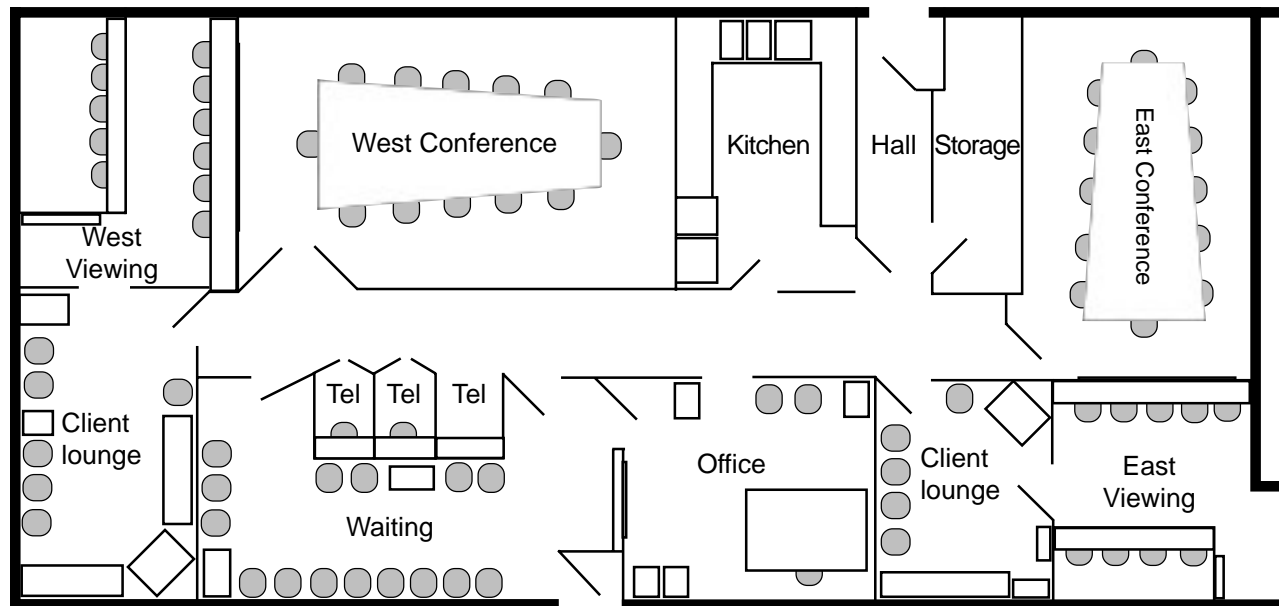 West Conference
Kitchen
Hall
Storage
East Conference
West
Viewing
Tel
Tel
Tel
Client
lounge
Waiting
Office
Client
lounge
East
Viewing